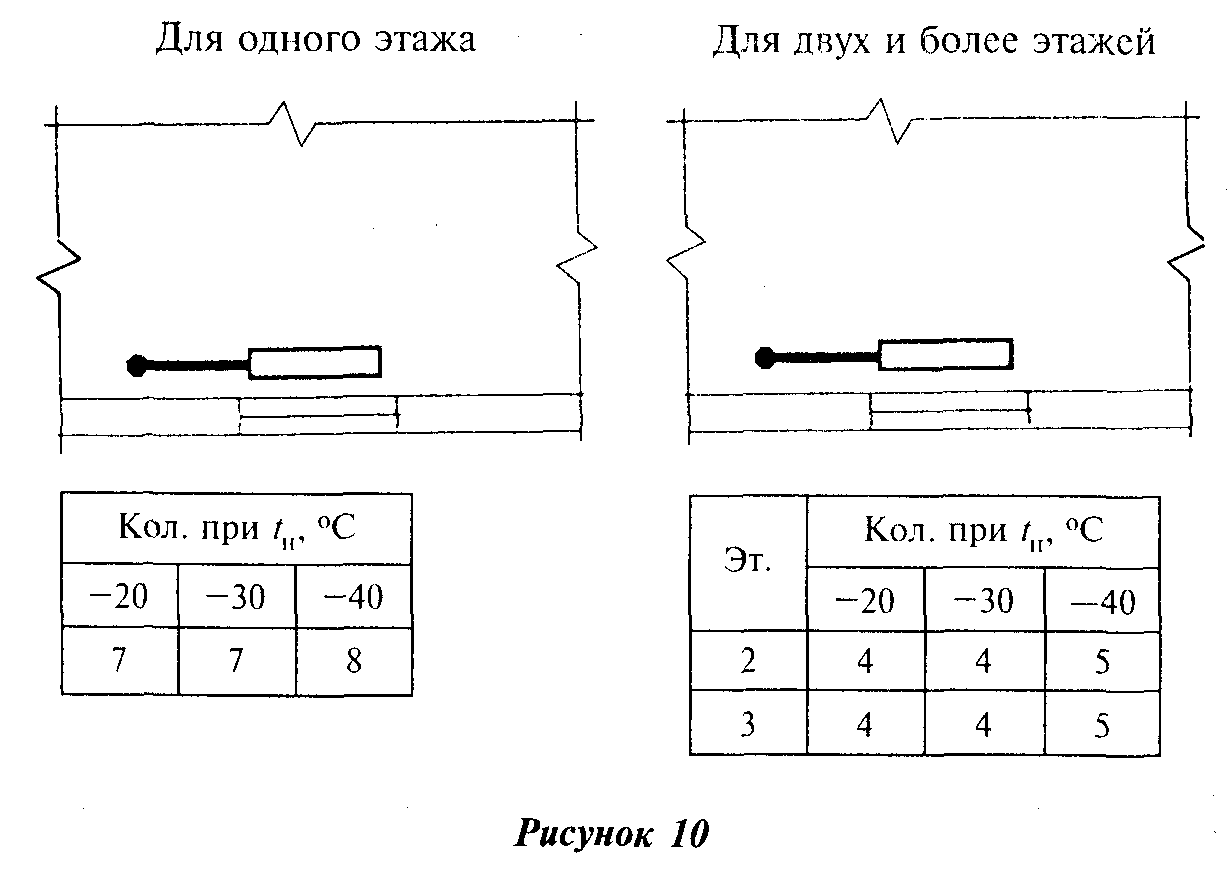 Для одного этажа
Для двух и более этажей
Кол. при tн, °С
−20 −30 −40
7 7 8
Эт. Кол. при tн, °С
−20 −30 −40
2 4 4 5
3 4 4 5
Рисунок 10